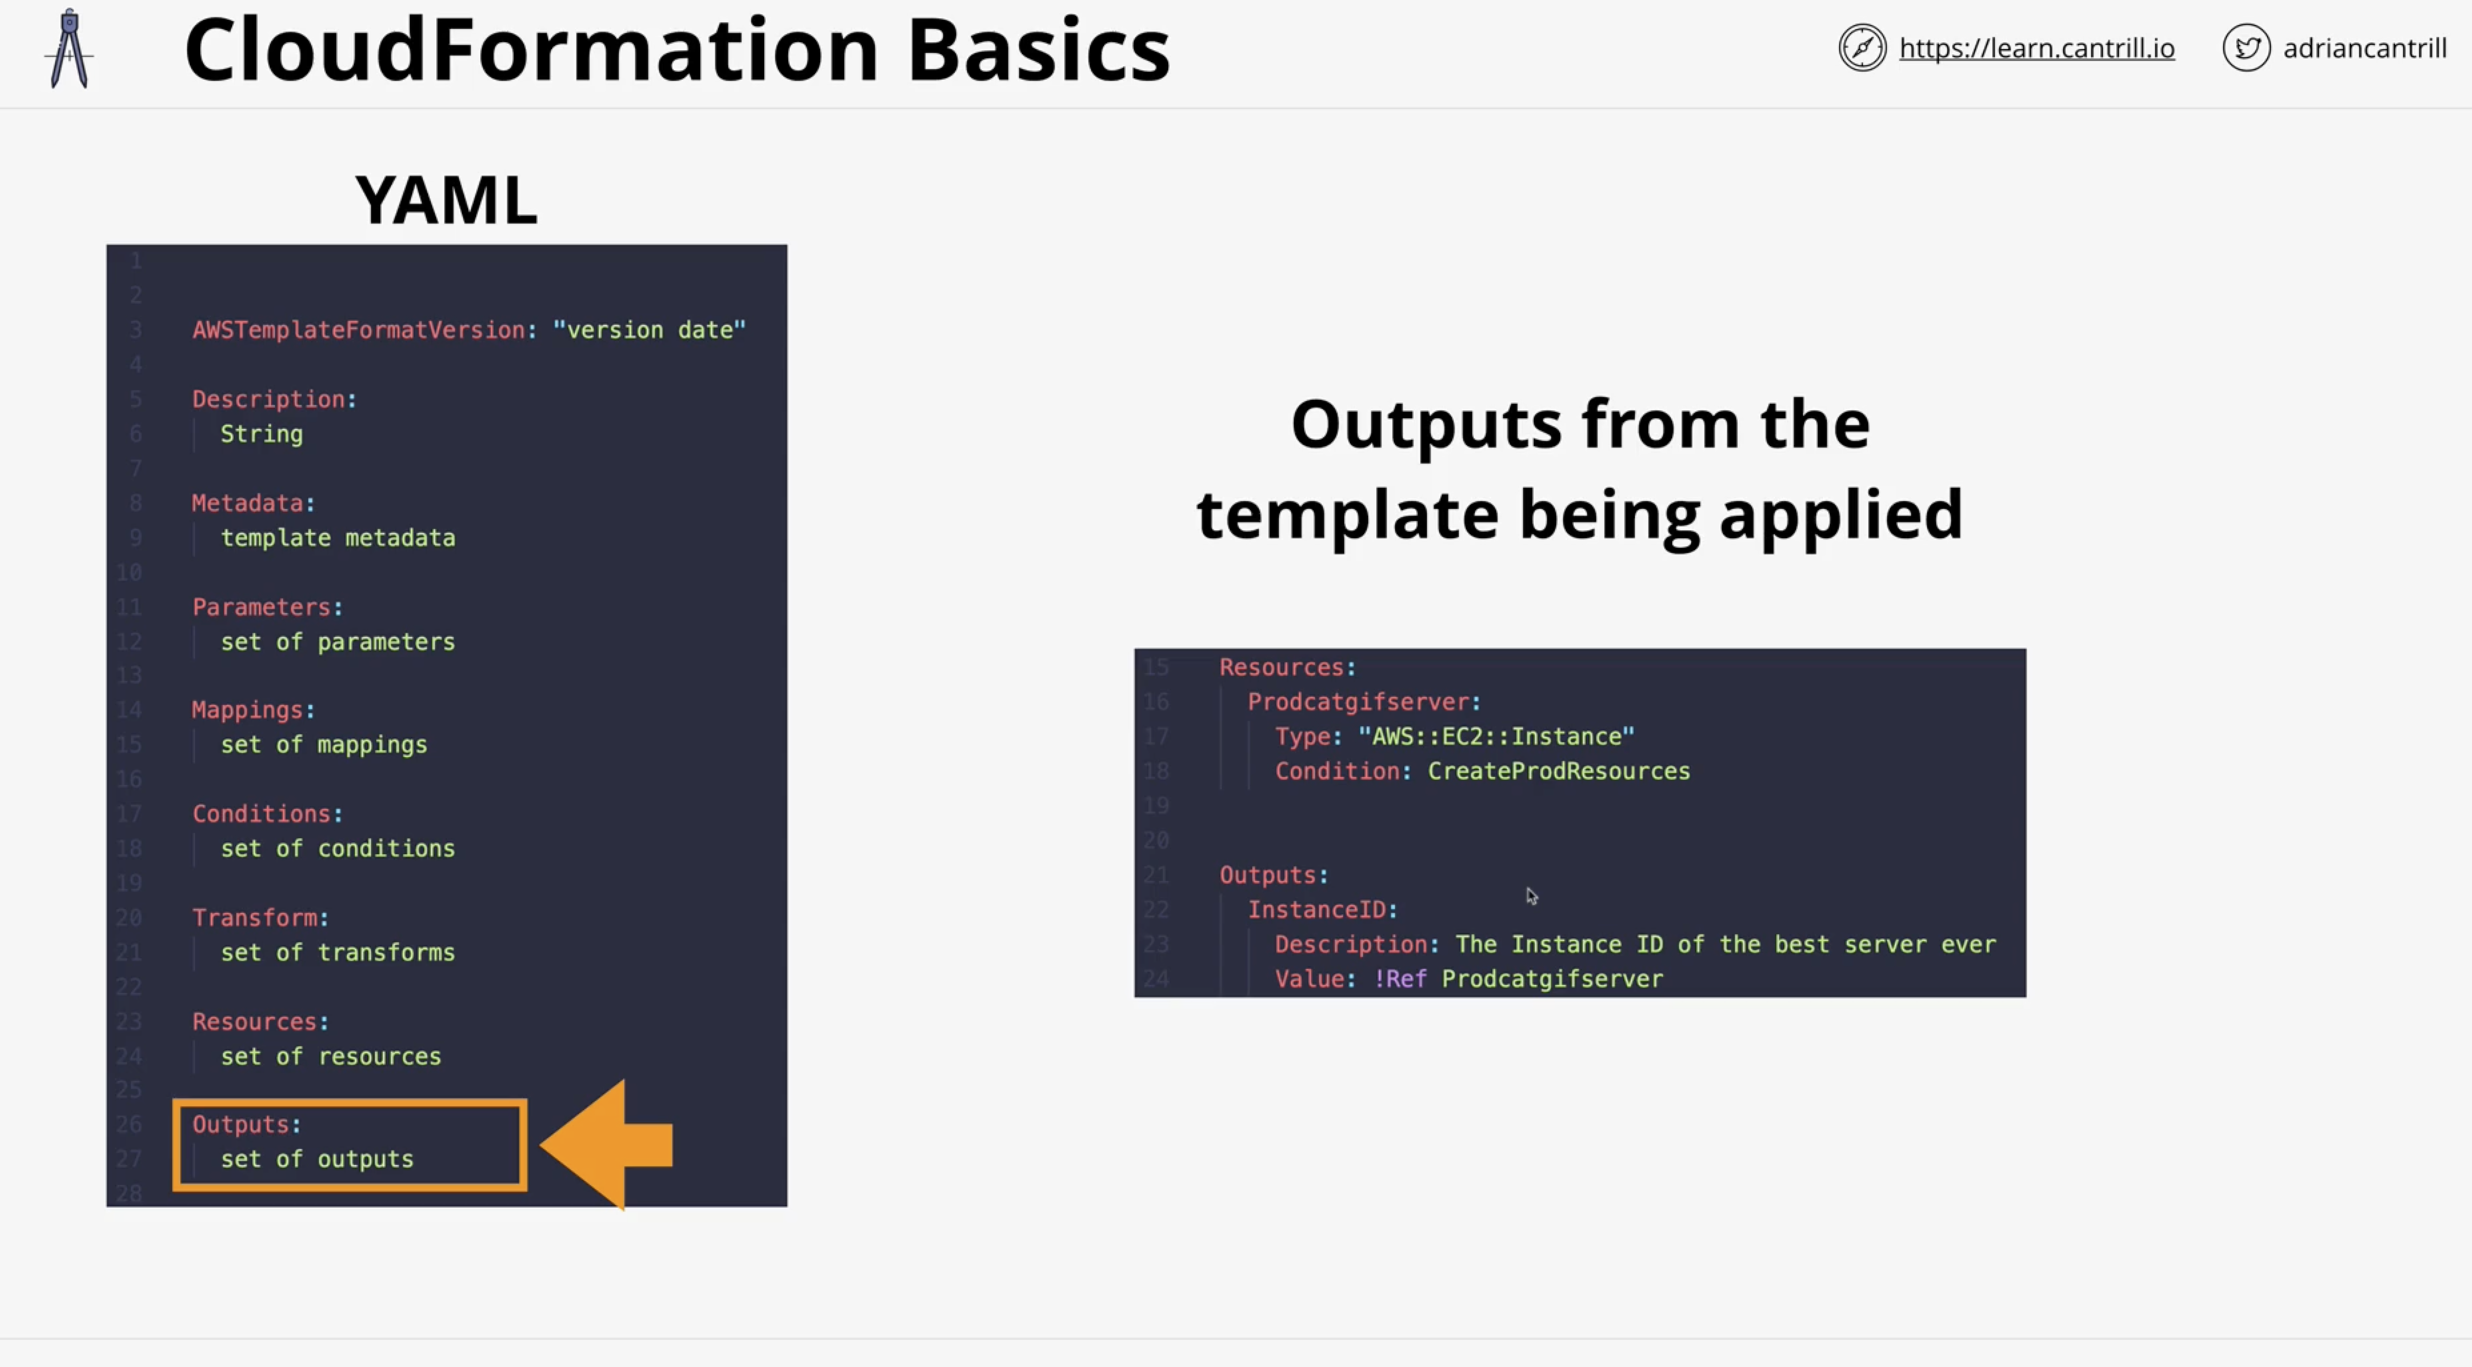 CloudFormation Basics
https://learn.cantrill.io
adriancantrill
YAML
1
2
3 AWSTemplateFormatVersion: "version date"
4
5 Description:
6 String
7
8 Metadata:
9 template metadata
10
11 Parameters:
12 set of parameters
13
14 Mappings:
15 set of mappings
16
17 Conditions:
18 set of conditions
19
20 Transform:
21 set of transforms
22
23 Resources:
24 set of resources
25
26 Outputs:
27 set of outputs
28
Outputs from the
template being applied
15 Resources:
16 Prodcatgifserver:
17 Type: "AWS::EC2::Instance"
18 Condition: CreateProdResources
19
20
21 Outputs:
22 InstanceID:
23 Description: The Instance ID of the best server ever
24 Value: !Ref Prodcatgifserver